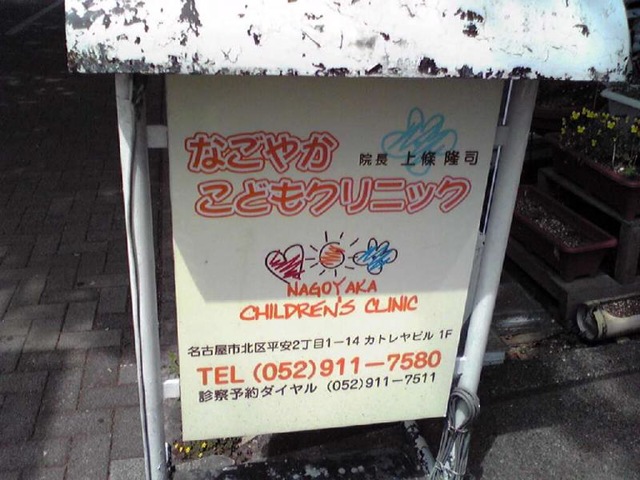 なごやか
院長 上條 隆司
こどもクリニック
NAGOYAKA
CHILDREN'S CLINIC
名古屋市北区平安2丁目1-14 カトレヤビル 1F
TEL (052)911-7580
診察予約ダイヤル (052)911-7511